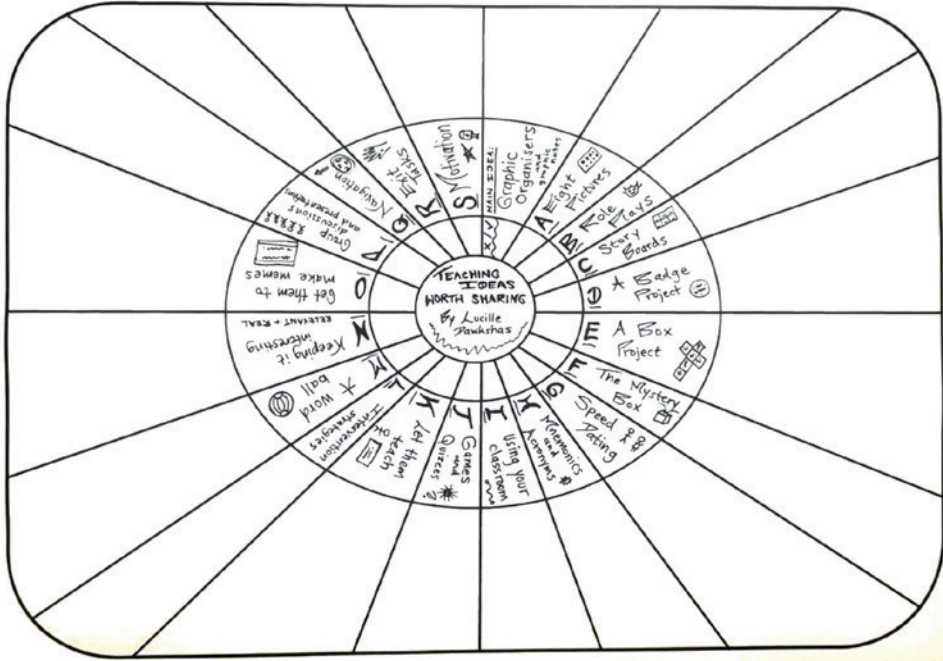 TEACHING
IDEAS
WORTH SHARING
By Lucille
Dawkshas
MAIN IDEA
Graphic
Organisers
and
graphic notes
A
Eight
Pictures
B
Role
Plays
C
Story
Boards
D
A Badge
Project
E
A Box
Project
F
The Mystery
Box
G
Speed
Dating
H
Mnemonics
and
Acronyms
I
Using your
classroom
J
Games
and
Quizzes
?
K
Let them
teach
L
Intervention
strategies
M
A word
ball
N
Keeping it
interesting
RELEVANT + REAL
O
Get them to
make memes
P
Group
discussions
and presentations
Q
Navigation
R
Exit
Tasks
S
Motivation